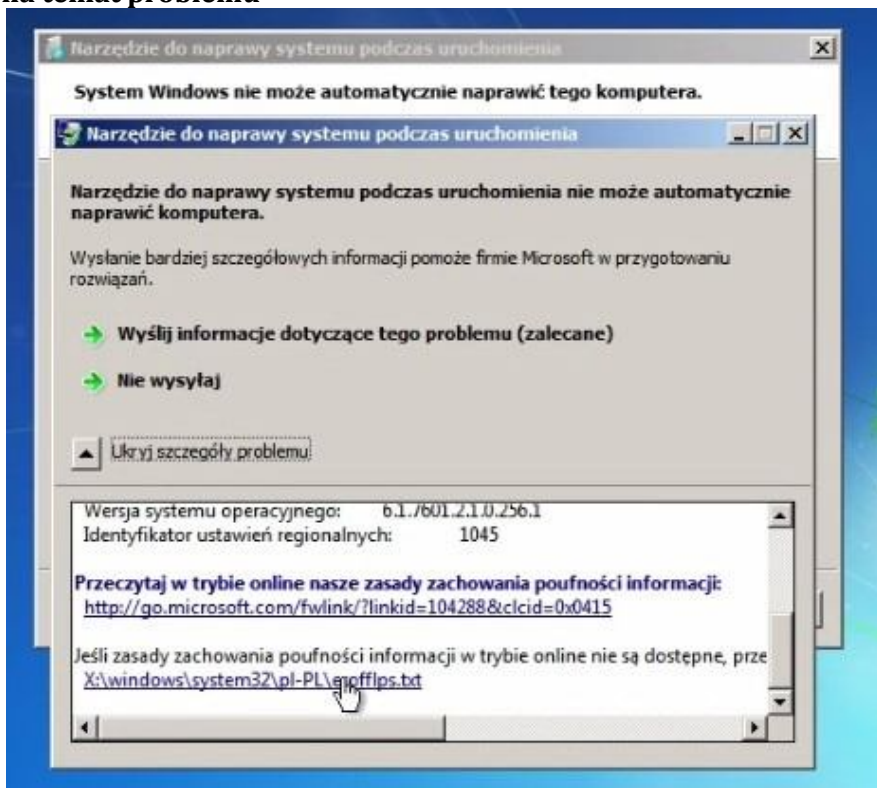 na temat problemu
Narzędzie do naprawy systemu podczas uruchomienia
System Windows nie może automatycznie naprawić tego komputera.
Narzędzie do naprawy systemu podczas uruchomienia
Narzędzie do naprawy systemu podczas uruchomienia nie może automatycznie
naprawić komputera.
Wysłanie bardziej szczegółowych informacji pomoże firmie Microsoft w przygotowaniu
rozwiązań.
Wyślij informacje dotyczące tego problemu (zalecane)
Nie wysyłaj
Ukryj szczegóły problemu
Wersja systemu operacyjnego: 6.1.7601.2.1.0.256.1
Identyfikator ustawień regionalnych: 1045
Przeczytaj w trybie online nasze zasady zachowania poufności informacji:
http://go.microsoft.com/fwlink/?linkid=104288&clcid=0x0415
Jeśli zasady zachowania poufności informacji w trybie online nie są dostępne, prze
X:\windows\system32\pl-PL\erofflps.txt